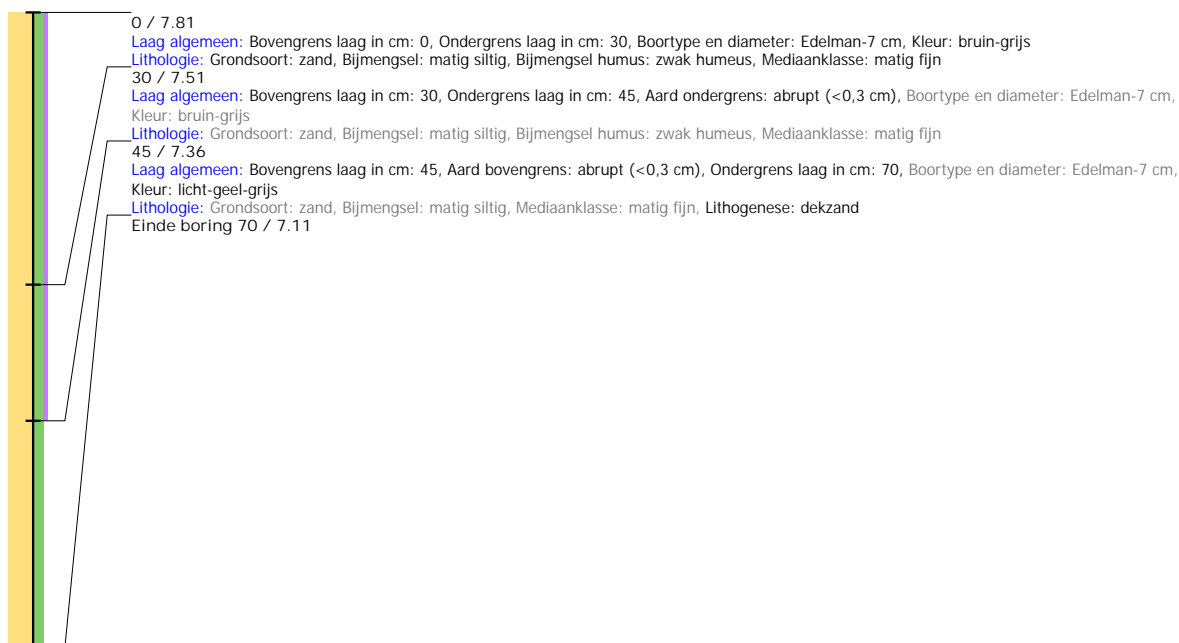 0 / 7.81
Laag algemeen: Bovengrens laag in cm: 0, Ondergrens laag in cm: 30, Boortype en diameter: Edelman-7 cm, Kleur: bruin-grijs
Lithologie: Grondsoort: zand, Bijmengsel: matig siltig, Bijmengsel humus: zwak humeus, Mediaanklasse: matig fijn
30 / 7.51
Laag algemeen: Bovengrens laag in cm: 30, Ondergrens laag in cm: 45, Aard ondergrens: abrupt (<0,3 cm), Boortype en diameter: Edelman-7 cm,
Kleur: bruin-grijs
Lithologie: Grondsoort: zand, Bijmengsel: matig siltig, Bijmengsel humus: zwak humeus, Mediaanklasse: matig fijn
45 / 7.36
Laag algemeen: Bovengrens laag in cm: 45, Aard bovengrens: abrupt (<0,3 cm), Ondergrens laag in cm: 70, Boortype en diameter: Edelman-7 cm,
Kleur: licht-geel-grijs
Lithologie: Grondsoort: zand, Bijmengsel: matig siltig, Mediaanklasse: matig fijn, Lithogenese: dekzand
Einde boring 70 / 7.11